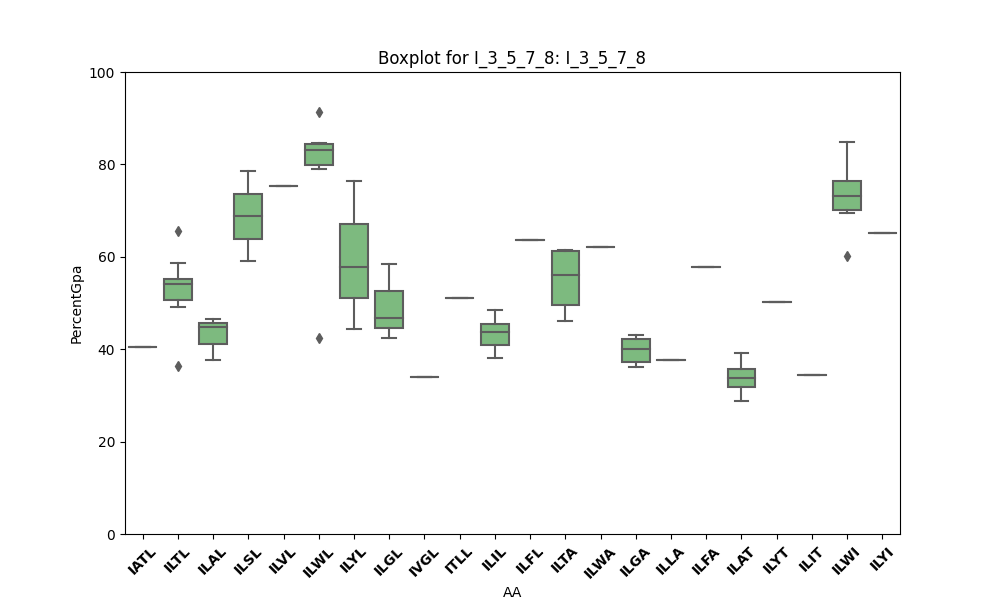 Boxplot for I_3_5_7_8: I_3_5_7_8
100
80
60
40
20
0
PercentGpa
IATL ILTL ILAL ILSL ILVL ILWL ILYL ILGL IVGL ITLL ILIL ILFL ILTA ILWA ILGA ILLA ILFA ILAT ILYT ILIT ILWI ILYI
AA